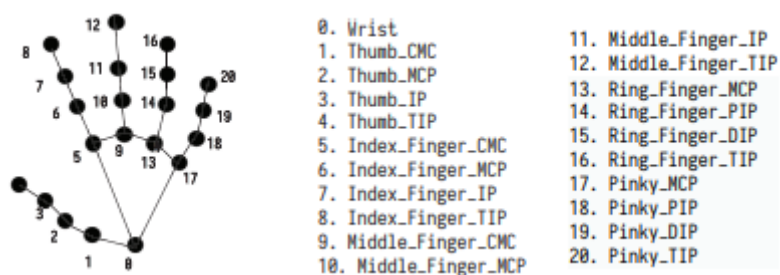 12
16
8
11
15
20
7
10
14
19
6
9
13
18
5
17
3
2
1
0
0. Wrist
1. Thumb_CMC
2. Thumb_MCP
3. Thumb_IP
4. Thumb_TIP
5. Index_Finger_CMC
6. Index_Finger_MCP
7. Index_Finger_IP
8. Index_Finger_TIP
9. Middle_Finger_CMC
10. Middle_Finger_MCP
11. Middle_Finger_IP
12. Middle_Finger_TIP
13. Ring_Finger_MCP
14. Ring_Finger_PIP
15. Ring_Finger_DIP
16. Ring_Finger_TIP
17. Pinky_MCP
18. Pinky_PIP
19. Pinky_DIP
20. Pinky_TIP